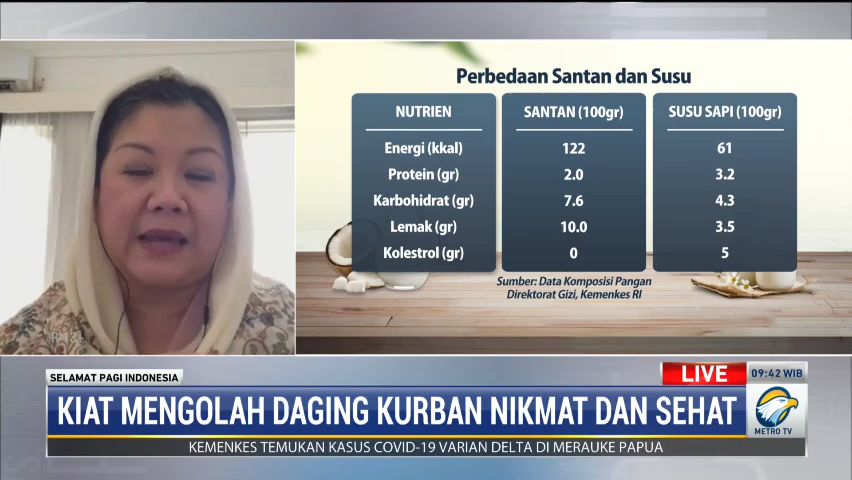 Perbedaan Santan dan Susu
NUTRIEN SANTAN (100gr) SUSU SAPI (100gr)
Energi (kkal) 122 61
Protein (gr) 2.0 3.2
Karbohidrat (gr) 7.6 4.3
Lemak (gr) 10.0 3.5
Kolestrol (gr) 0 5
Sumber: Data Komposisi Pangan
Direktorat Gizi, Kemenkes RI
SELAMAT PAGI INDONESIA
LIVE
09:42 WIB
KIAT MENGOLAH DAGING KURBAN NIKMAT DAN SEHAT
METRO TV
KEMENKES TEMUKAN KASUS COVID-19 VARIAN DELTA DI MERAUKE PAPUA